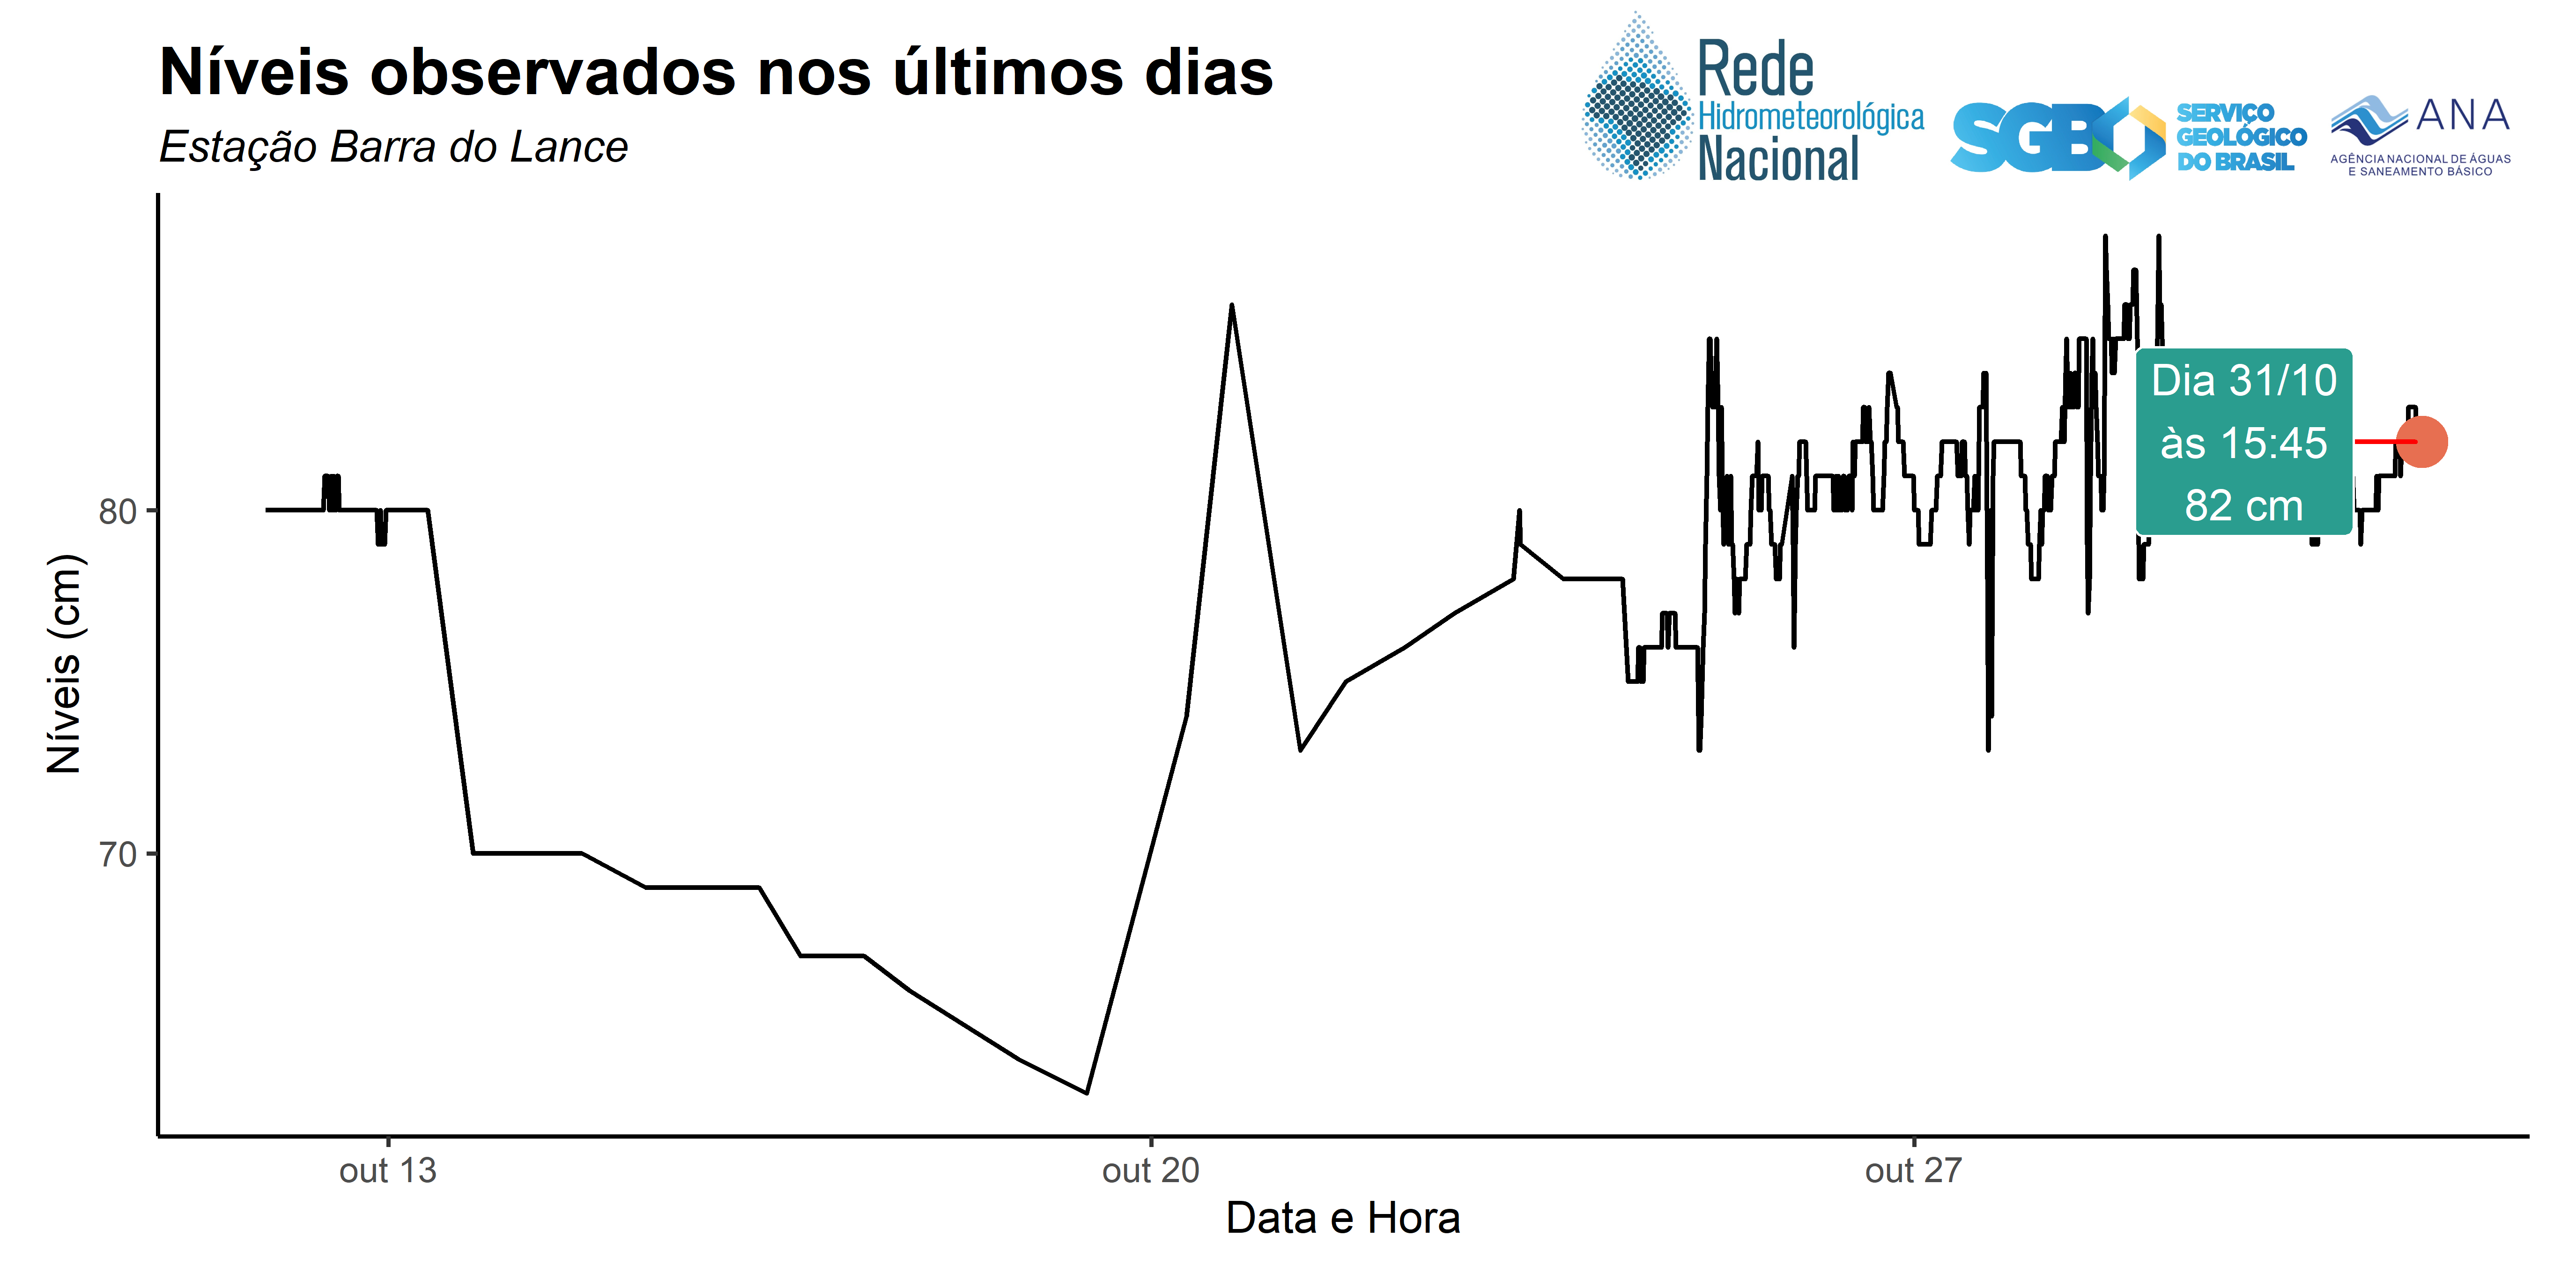 Níveis observados nos últimos dias
Estação Barra do Lance
Rede
Hidrometeorológica
Nacional
SGB
SERVIÇO
GEOLÓGICO
DO BRASIL
ANA
AGÊNCIA NACIONAL DE ÁGUAS
E SANEAMENTO BÁSICO
Níveis (cm)
80
70
Dia 31/10
às 15:45
82 cm
out 13
out 20
out 27
Data e Hora